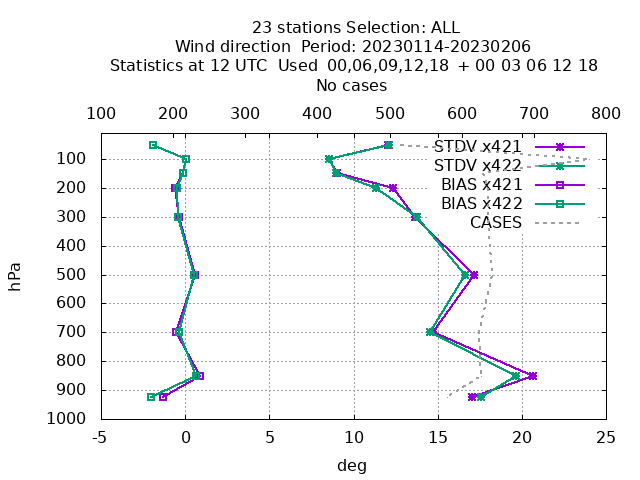 23 stations Selection: ALL
Wind direction  Period: 20230114-20230206
Statistics at 12 UTC  Used  00,06,09,12,18  + 00 03 06 12 18
No cases
100 200 300 400 500 600 700 800
STDV x421
STDV x422
BIAS x421
BIAS x422
CASES
100
200
300
400
500
600
700
800
900
1000
hPa
-5 0 5 10 15 20 25
deg